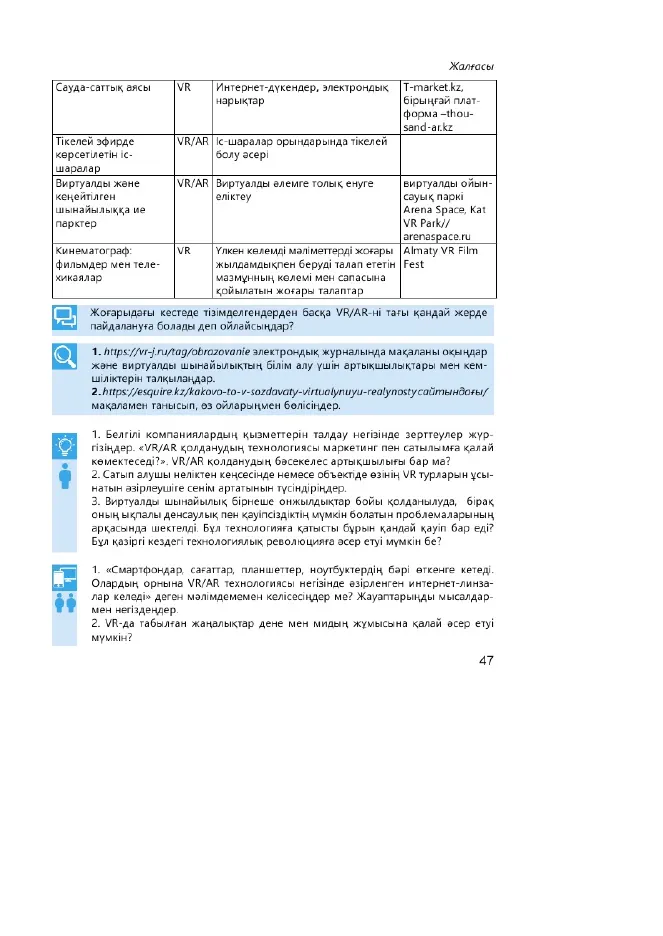 Жалғасы
Сауда-саттық аясы VR Интернет-дүкендер, электрондық нарықтар T-market.kz, бірыңғай плат-форма –thou-sand-ar.kz
Тікелей эфирде көрсетілетін іс-шаралар VR/AR Іс-шаралар орындарында тікелей болу әсері
Виртуалды және кеңейтілген шынайылыққа ие парктер VR/AR Виртуалды әлемге толық енуге еліктеу виртуалды ойын-сауық паркі Arena Space, Kat VR Park// arenaspace.ru
Кинематограф: фильмдер мен теле-хикаялар VR Үлкен көлемді мәліметтерді жоғары жылдамдықпен беруді талап ететін мазмұнның көлемі мен сапасына қойылатын жоғары талаптар Almaty VR Film Fest
Жоғарыдағы кестеде тізімделгендерден басқа VR/AR-ні тағы қандай жерде
пайдалануға болады деп ойлайсыңдар?
1. https://vr-j.ru/tag/obrazovanie электрондық журналында мақаланы оқыңдар
және виртуалды шынайылықтың білім алу үшін артықшылықтары мен кем-
шіліктерін талқылаңдар.
2. https://esquire.kz/kakovo-to-v-sozdavaty-virtualynuyu-realynosty сайтындағы/
мақаламен танысып, өз ойларыңмен бөлісіңдер.
1. Белгілі компаниялардың қызметтерін талдау негізінде зерттеулер жүр-
гізіңдер. «VR/AR қолданудың технологиясы маркетинг пен сатылымға қалай
көмектеседі?». VR/AR қолданудың бәсекелес артықшылығы бар ма?
2. Сатып алушы неліктен кеңсесінде немесе объектіде өзінің VR турларын ұсы-
натын әзірлеушіге сенім артатынын түсіндіріңдер.
3. Виртуалды шынайылық бірнеше онжылдықтар бойы қолданылуда, бірақ
оның ықпалы денсаулық пен қауіпсіздіктің мүмкін болатын проблемаларының
арқасында шектелді. Бұл технологияға қатысты бұрын қандай қауіп бар еді?
Бұл қазіргі кездегі технологиялық революцияға әсер етуі мүмкін бе?
1. «Смартфондар, сағаттар, планшеттер, ноутбуктердің бәрі өткенге кетеді.
Олардың орнына VR/AR технологиясы негізінде әзірленген интернет-линза-
лар келеді» деген мәлімдемемен келісесіңдер ме? Жауаптарыңды мысалдар-
мен негіздеңдер.
2. VR-да табылған жаңалықтар дене мен мидың жұмысына қалай әсер етуі
мүмкін?
47